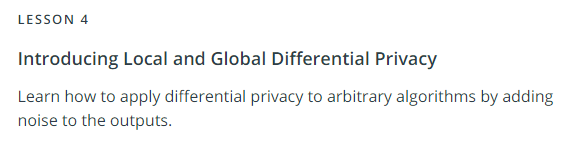 LESSON 4
Introducing Local and Global Differential Privacy
Learn how to apply differential privacy to arbitrary algorithms by adding
noise to the outputs.